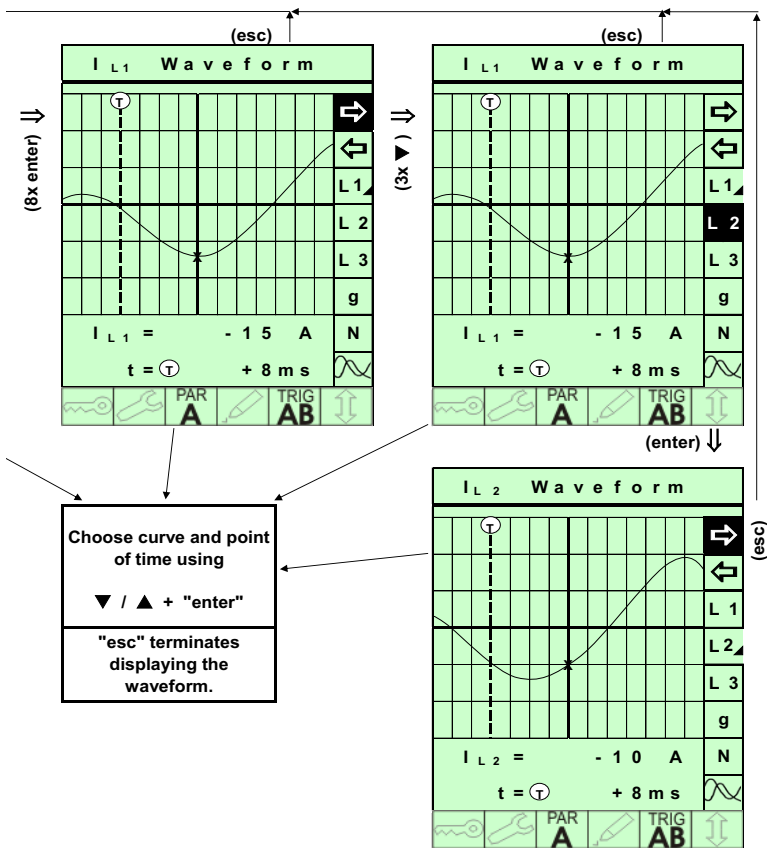 (esc)
I L1 Waveform
T
L1
L2
L3
g
N
I L1 = -15 A
t = T +8ms
PAR A
TRIG AB
(8x enter)
(esc)
I L1 Waveform
T
L1
L2
L3
g
N
I L1 = -15 A
t = T +8ms
PAR A
TRIG AB
(3x ▼)
(enter)
Choose curve and point
of time using
▼ / ▲ + "enter"
"esc" terminates
displaying the
waveform.
I L2 Waveform
T
L1
L2
L3
g
N
I L2 = -10 A
t = T +8ms
PAR A
TRIG AB
(esc)